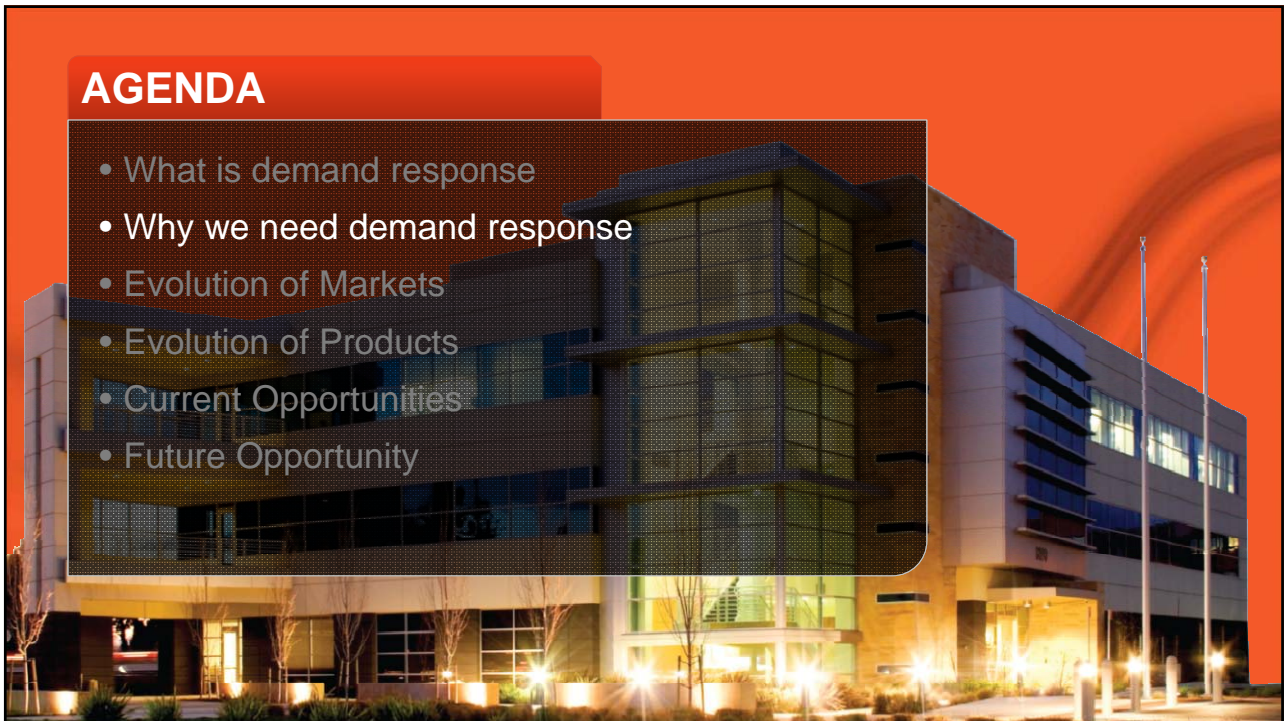 AGENDA
• What is demand response
• Why we need demand response
• Evolution of Markets
• Evolution of Products
• Current Opportunities
• Future Opportunity